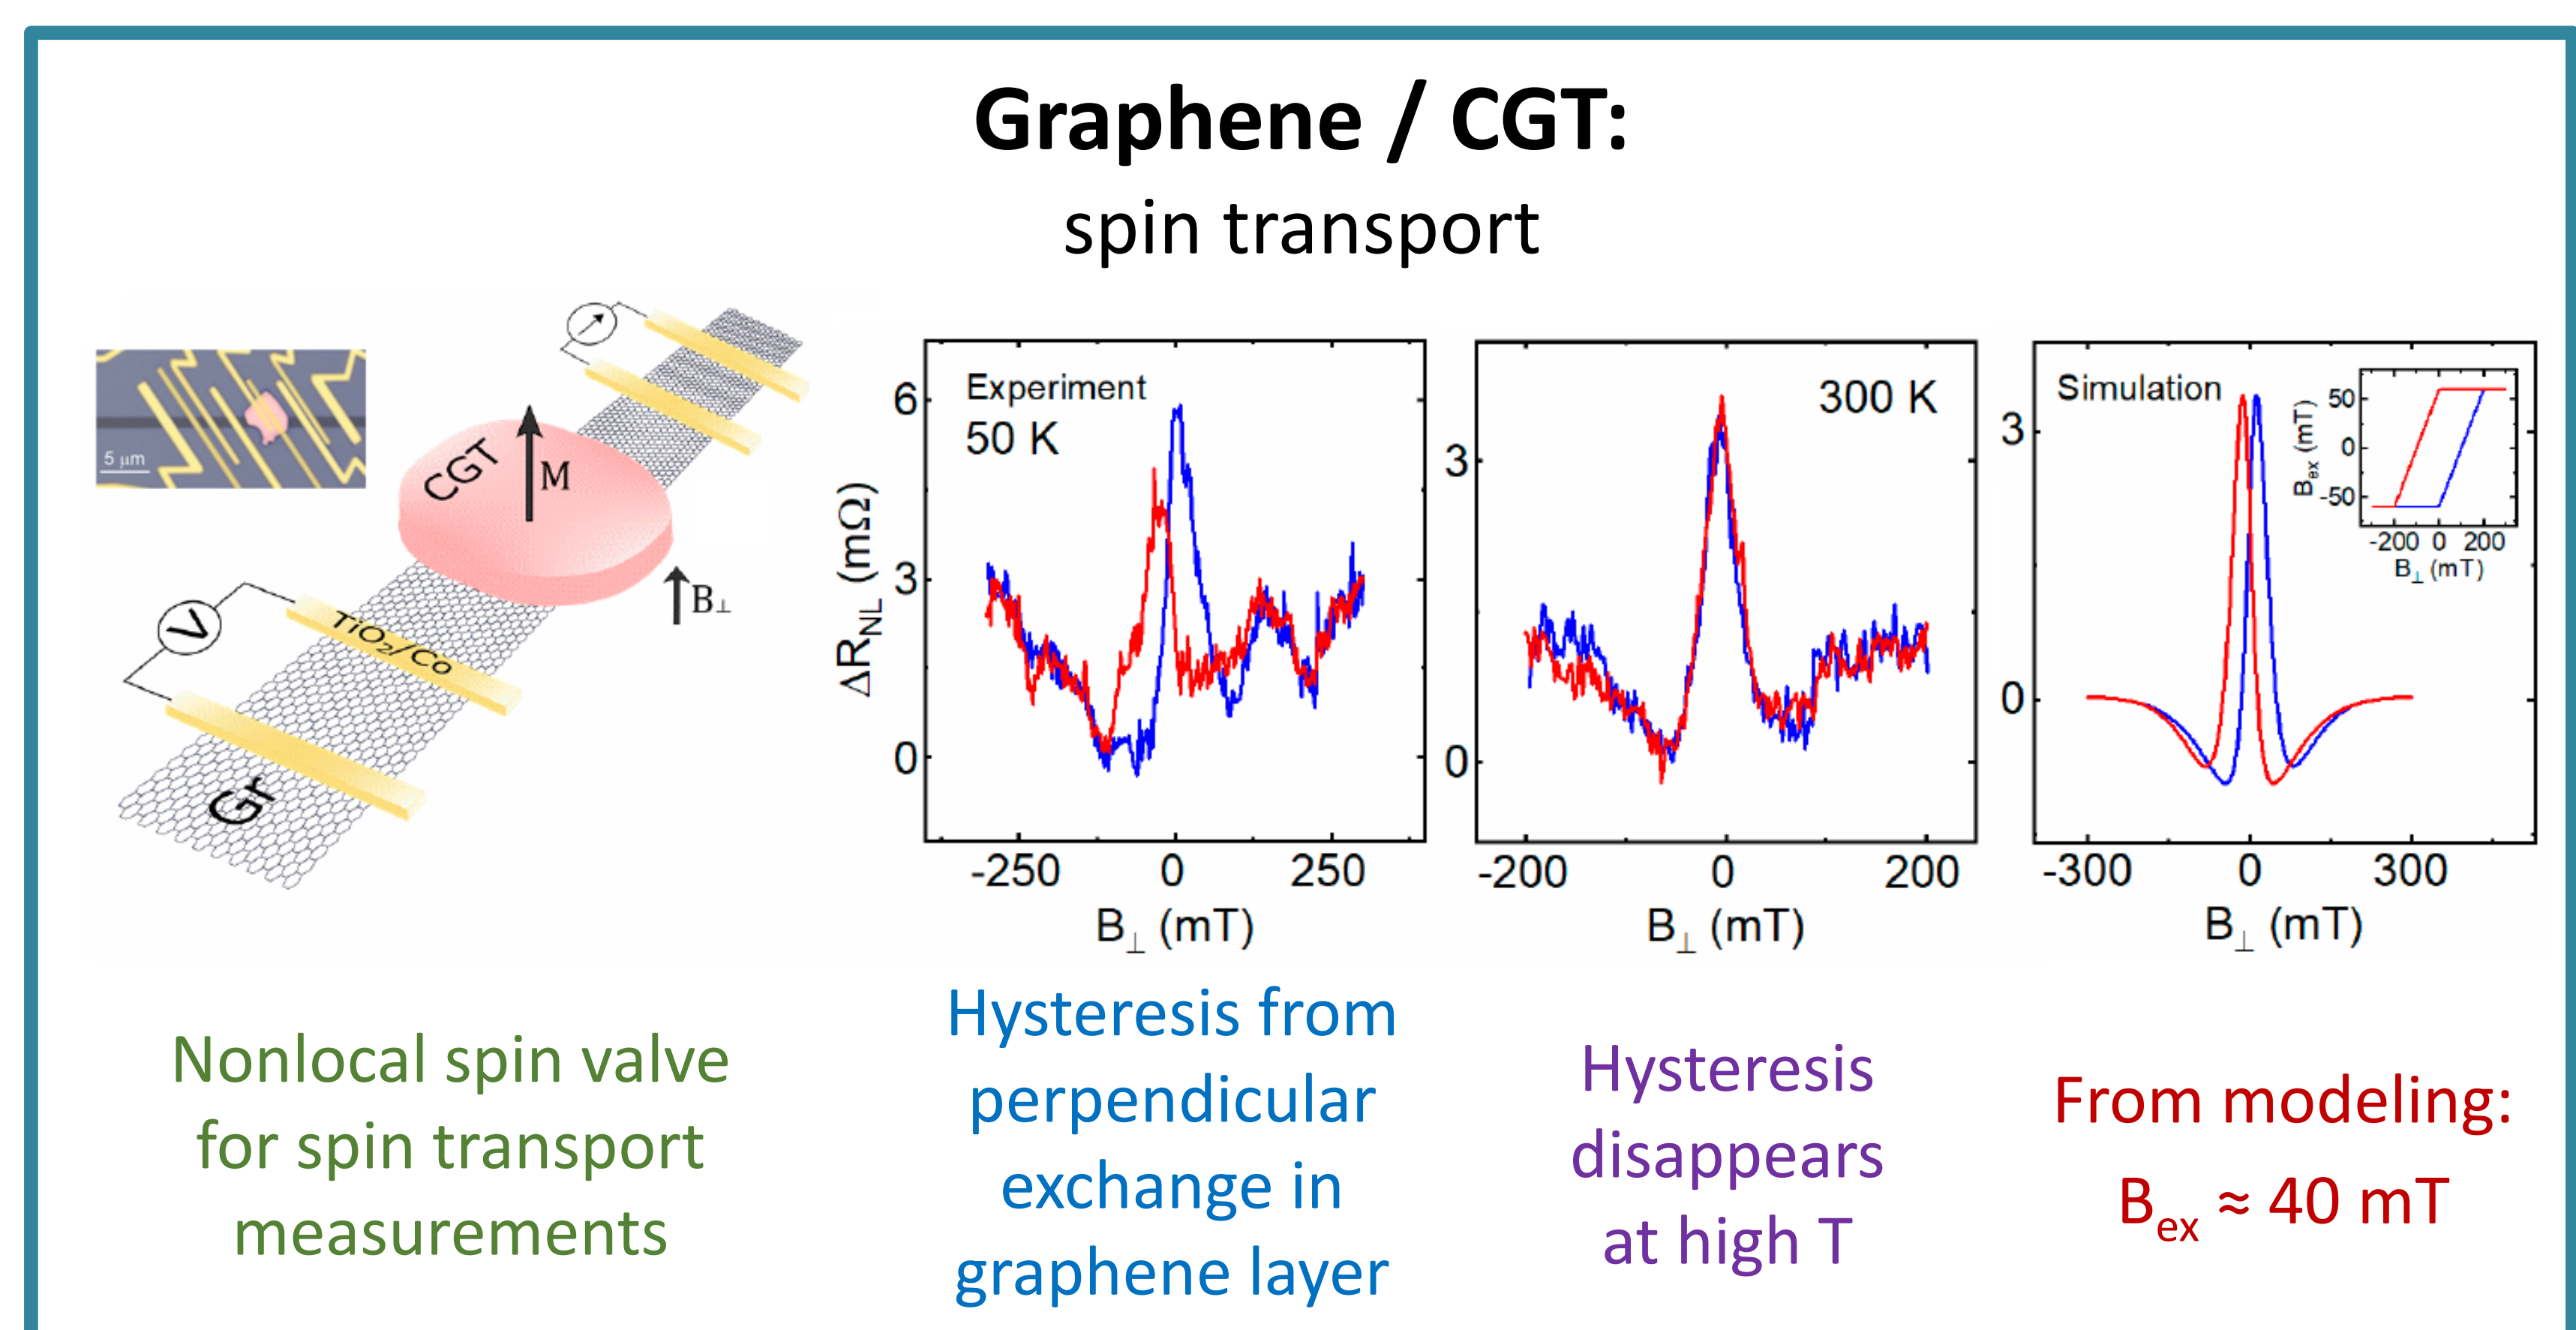 Graphene / CGT:
spin transport
5 μm
CGT
M
B⊥
V
TiO₂/Co
Gr
ΔR_NL (mΩ)
Experiment
50 K
6
3
0
-250 0 250
B⊥ (mT)
300 K
3
0
-200 0 200
B⊥ (mT)
Simulation
3
0
-300 0 300
B⊥ (mT)
B_ex (mT)
50
0
-50
-200 0 200
B⊥ (mT)
Nonlocal spin valve
for spin transport
measurements
Hysteresis from
perpendicular
exchange in
graphene layer
Hysteresis
disappears
at high T
From modeling:
B_ex ≈ 40 mT